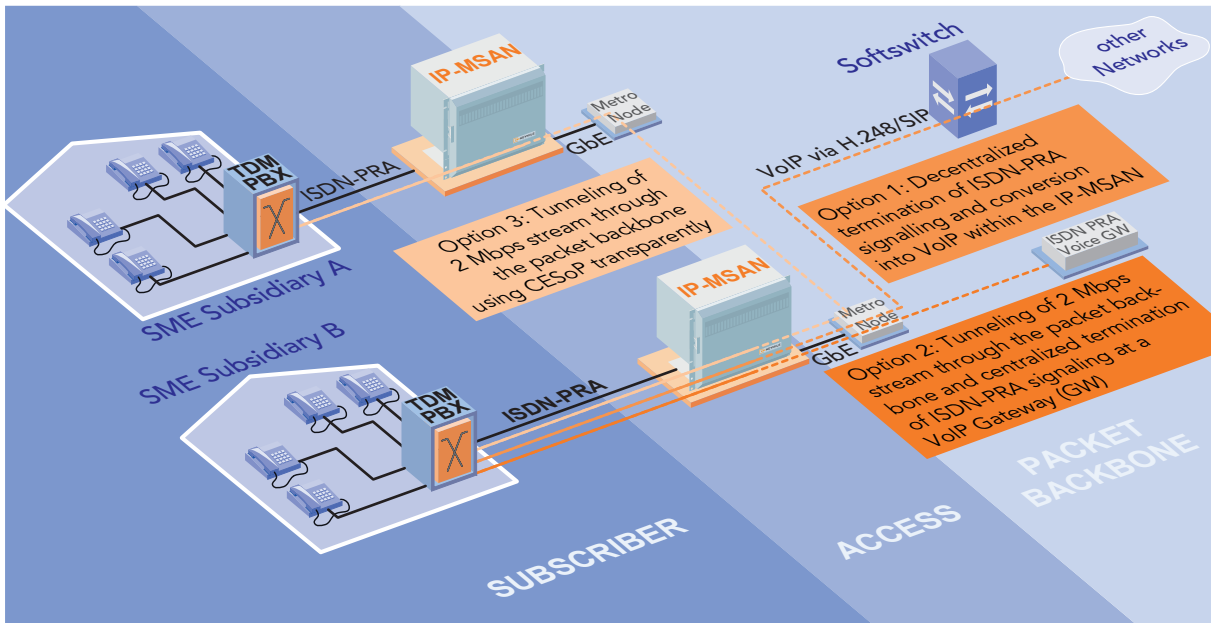 IP-MSAN
Metro
Node
GbE
Softswitch
other
Networks
VoIP via H.248/SIP
TDM
PBX
ISDN-PRA
SME Subsidiary A
Option 3: Tunneling of
2 Mbps stream through
the packet backbone
using CESoP transparently
Option 1: Decentralized
termination of ISDN-PRA
signalling and conversion
into VoIP within the IP-MSAN
ISDN PRA
Voice GW
IP-MSAN
Metro
Node
GbE
Option 2: Tunneling of 2 Mbps
stream through the packet back-
bone and centralized termination
of ISDN-PRA signaling at a
VoIP Gateway (GW)
SME Subsidiary B
TDM
PBX
ISDN-PRA
SUBSCRIBER
ACCESS
PACKET
BACKBONE